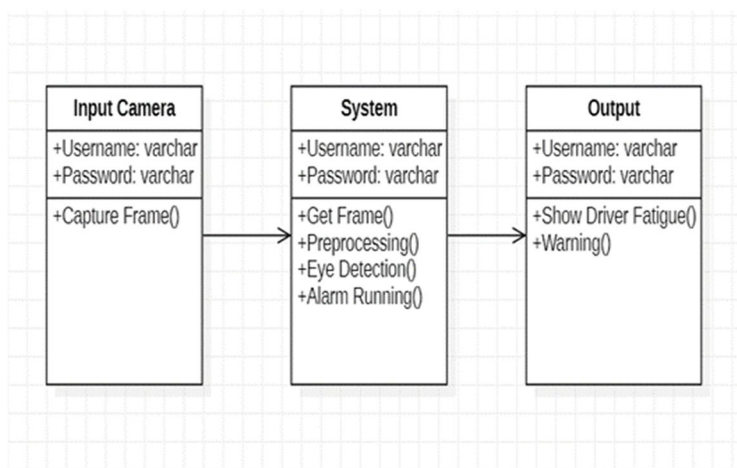 Input Camera
+Username: varchar
+Password: varchar
+Capture Frame()
System
+Username: varchar
+Password: varchar
+Get Frame()
+Preprocessing()
+Eye Detection()
+Alarm Running()
Output
+Username: varchar
+Password: varchar
+Show Driver Fatigue()
+Warning()